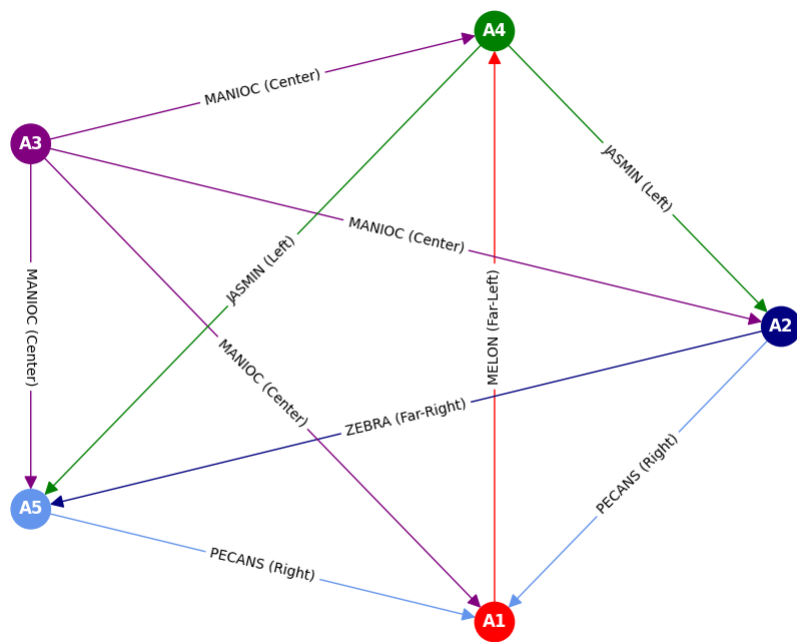 A4
MANIOC (Center)
A3
JASMIN (Left)
MANIOC (Center)
JASMIN (Left)
MANIOC (Center)
MELON (Far-Left)
A2
MANIOC (Center)
ZEBRA (Far-Right)
PECANS (Right)
A5
PECANS (Right)
A1